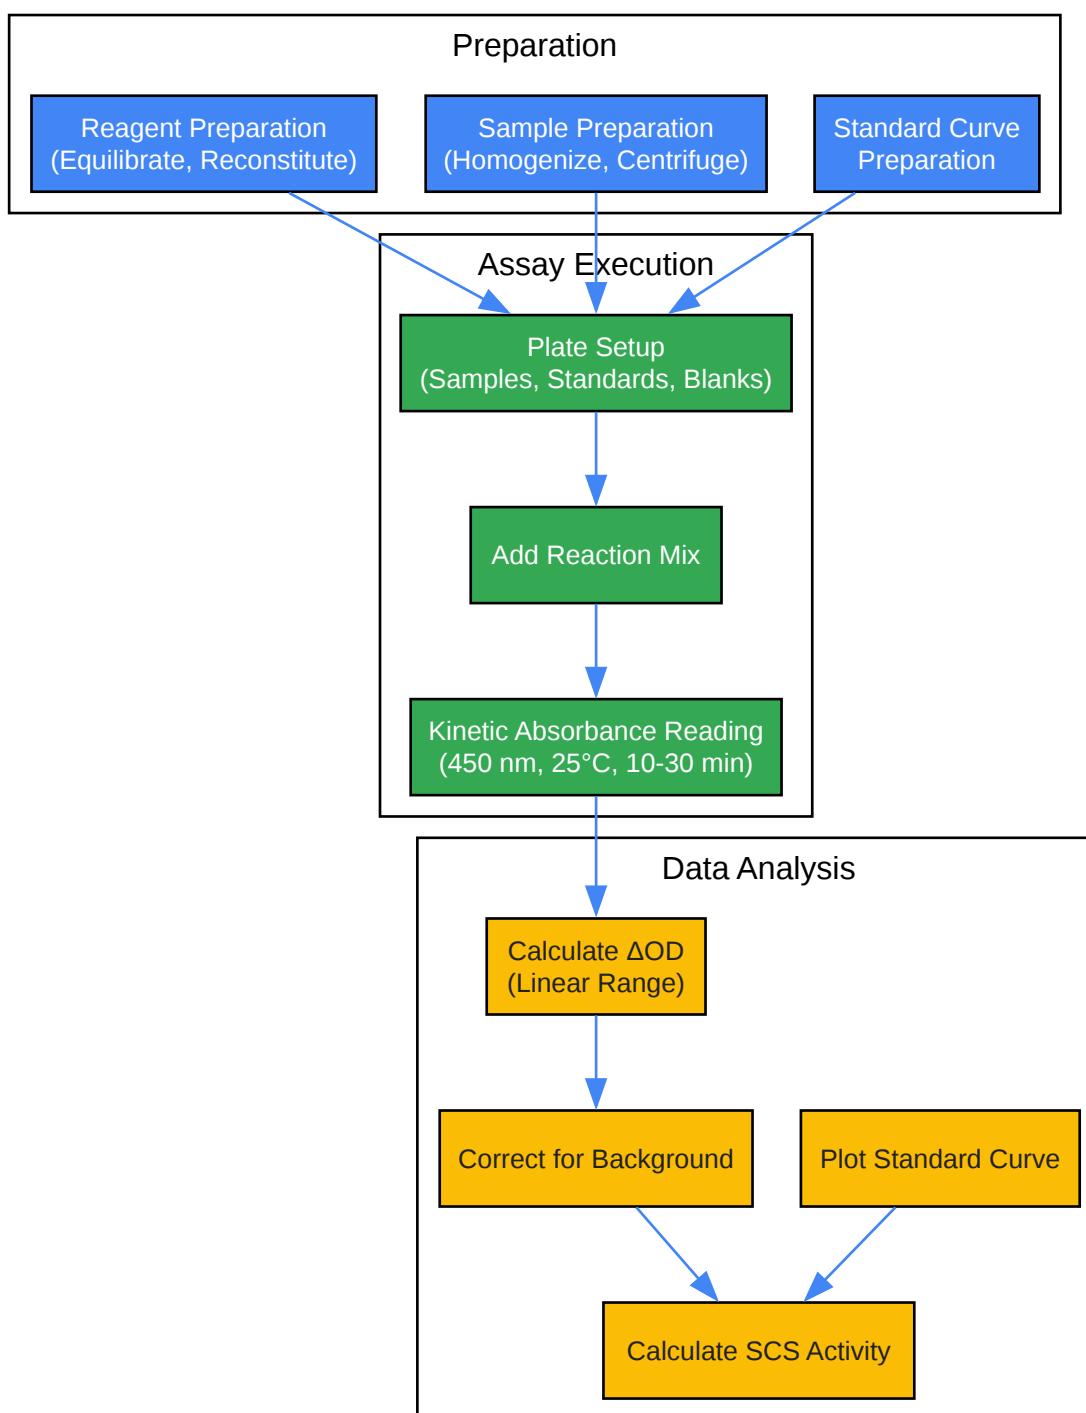 Preparation
Reagent Preparation
(Equilibrate, Reconstitute)
Sample Preparation
(Homogenize, Centrifuge)
Standard Curve
Preparation
Assay Execution
Plate Setup
(Samples, Standards, Blanks)
Add Reaction Mix
Kinetic Absorbance Reading
(450 nm, 25°C, 10-30 min)
Data Analysis
Calculate ΔOD
(Linear Range)
Correct for Background
Plot Standard Curve
Calculate SCS Activity